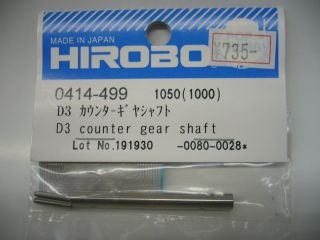 MADE IN JAPAN
HIROBO
735-
0414-499 1050(1000)
D3 カウンターギヤシャフト
D3 counter gear shaft
Lot No.191930 -0080-0028*